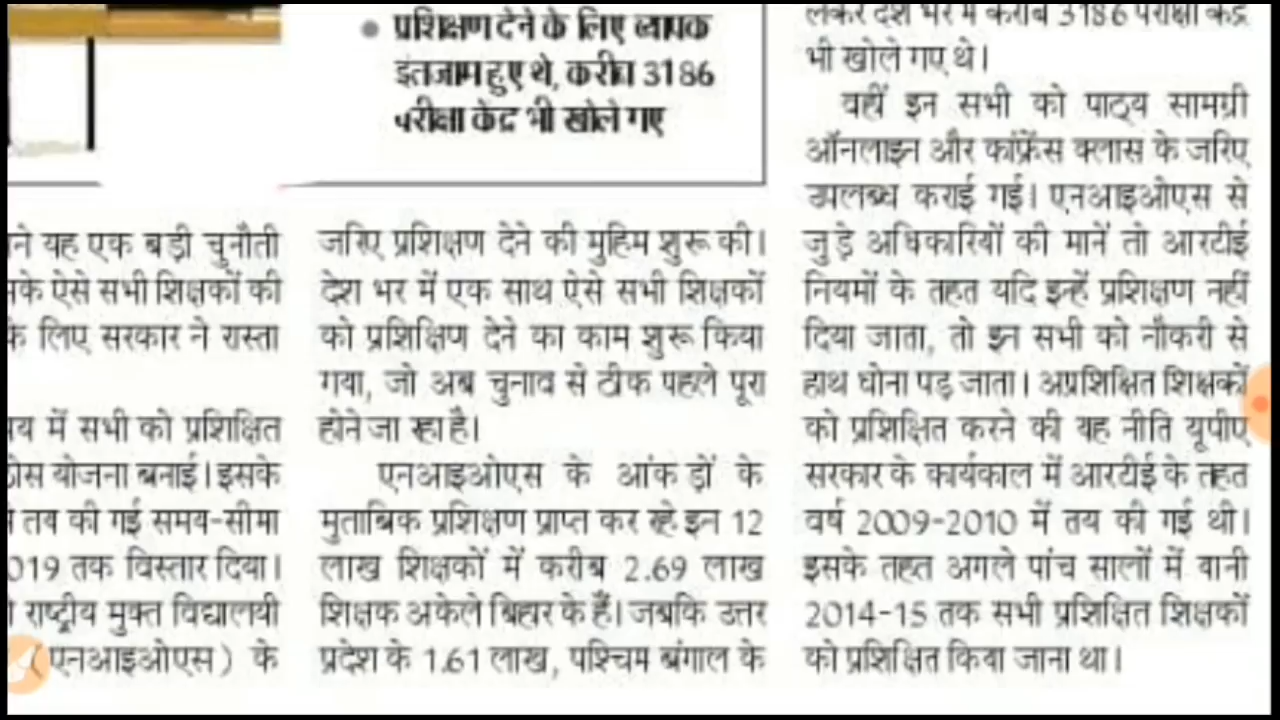 प्रशिक्षण देने के लिए व्यापक
इंतजाम हुए थे, करीब 3186
परीक्षा केंद्र भी खोले गए
ने यह एक बड़ी चुनौती
ऐसे सभी शिक्षकों की
के लिए सरकार ने रास्ता
में सभी को प्रशिक्षित
योजना बनाई। इसके
तय की गई समय-सीमा
019 तक विस्तार दिया।
राष्ट्रीय मुक्त विद्यालयी
(एनआइओएस) के
जरिए प्रशिक्षण देने की मुहिम शुरू की।
देश भर में एक साथ ऐसे सभी शिक्षकों
को प्रशिक्षिण देने का काम शुरू किया
गया, जो अब चुनाव से ठीक पहले पूरा
होने जा रहा है।
एनआइओएस के आंकड़ों के
मुताबिक प्रशिक्षण प्राप्त कर रहे इन 12
लाख शिक्षकों में करीब 2.69 लाख
शिक्षक अकेले बिहार के हैं। जबकि उत्तर
प्रदेश के 1.61 लाख, पश्चिम बंगाल के
लेकर देश भर में करीब 3186 परीक्षा केंद्र
भी खोले गए थे।
वहीं इन सभी को पाठ्य सामग्री
ऑनलाइन और कांफ्रेंस क्लास के जरिए
उपलब्ध कराई गई। एनआइओएस से
जुड़े अधिकारियों की मानें तो आरटीई
नियमों के तहत यदि इन्हें प्रशिक्षण नहीं
दिया जाता, तो इन सभी को नौकरी से
हाथ धोना पड़ जाता। अप्रशिक्षित शिक्षकों
को प्रशिक्षित करने की यह नीति यूपीए
सरकार के कार्यकाल में आरटीई के तहत
वर्ष 2009-2010 में तय की गई थी।
इसके तहत अगले पांच सालों में यानी
2014-15 तक सभी प्रशिक्षित शिक्षकों
को प्रशिक्षित किया जाना था।